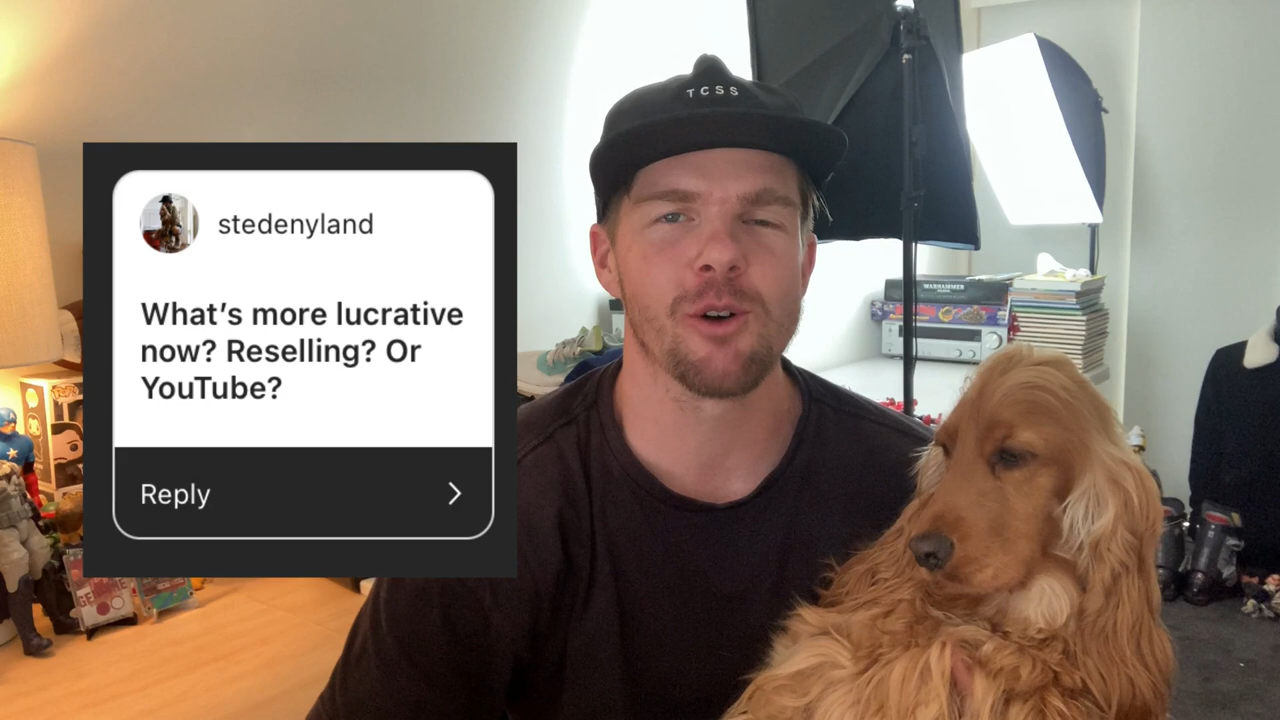 TCSS
stedenyland
What's more lucrative
now? Reselling? Or
YouTube?
Reply
WARHAMMER